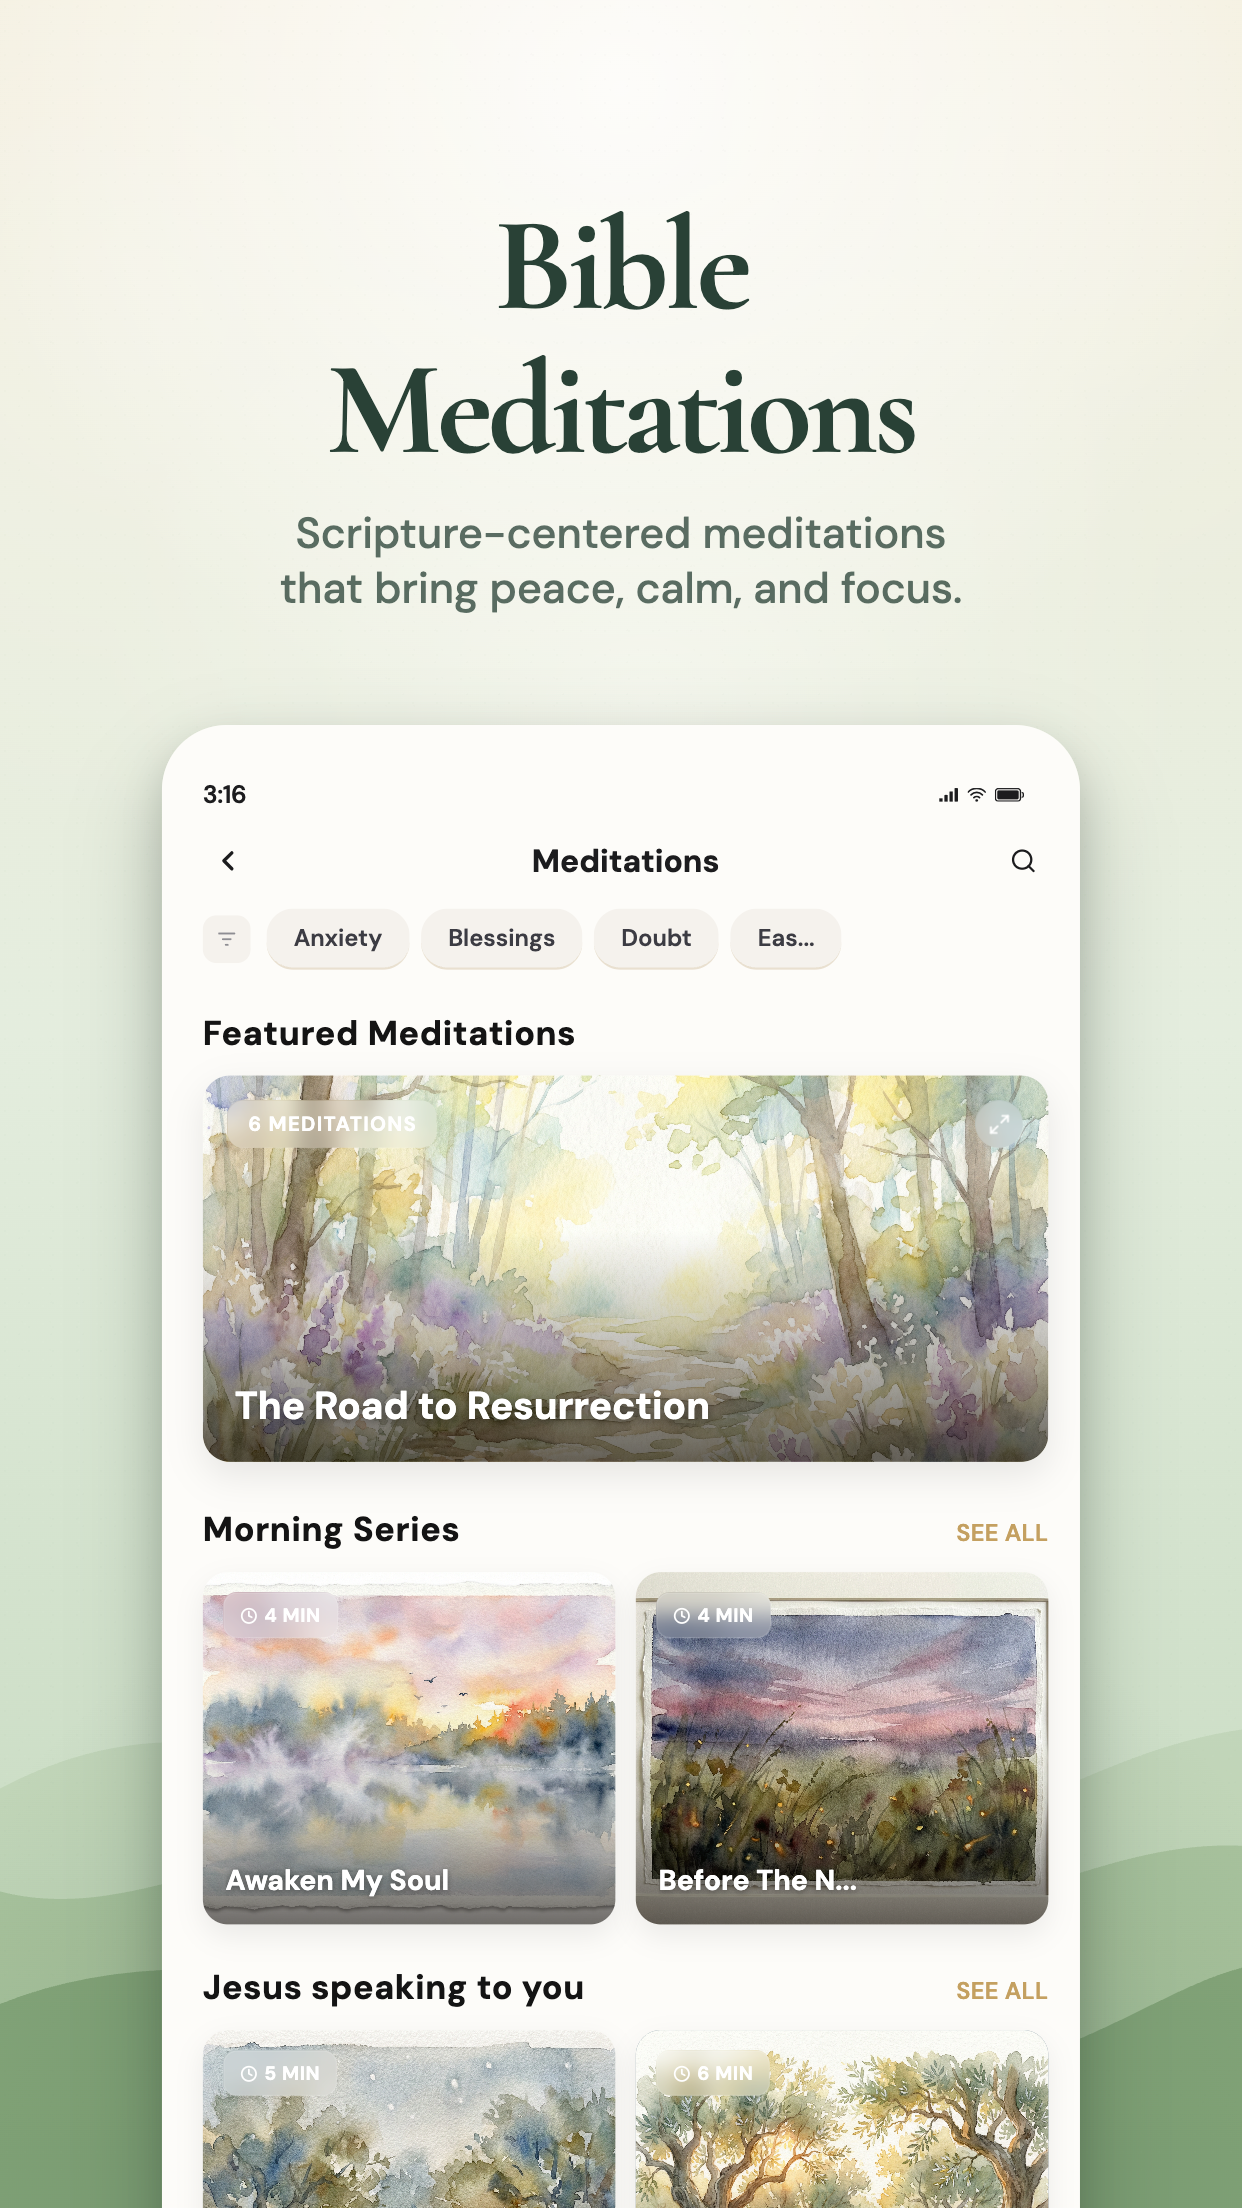 Bible
Meditations
Scripture-centered meditations
that bring peace, calm, and focus.
3:16
Meditations
Anxiety
Blessings
Doubt
Eas...
Featured Meditations
6 MEDITATIONS
The Road to Resurrection
Morning Series
SEE ALL
4 MIN
4 MIN
Awaken My Soul
Before The N...
Jesus speaking to you
SEE ALL
5 MIN
6 MIN